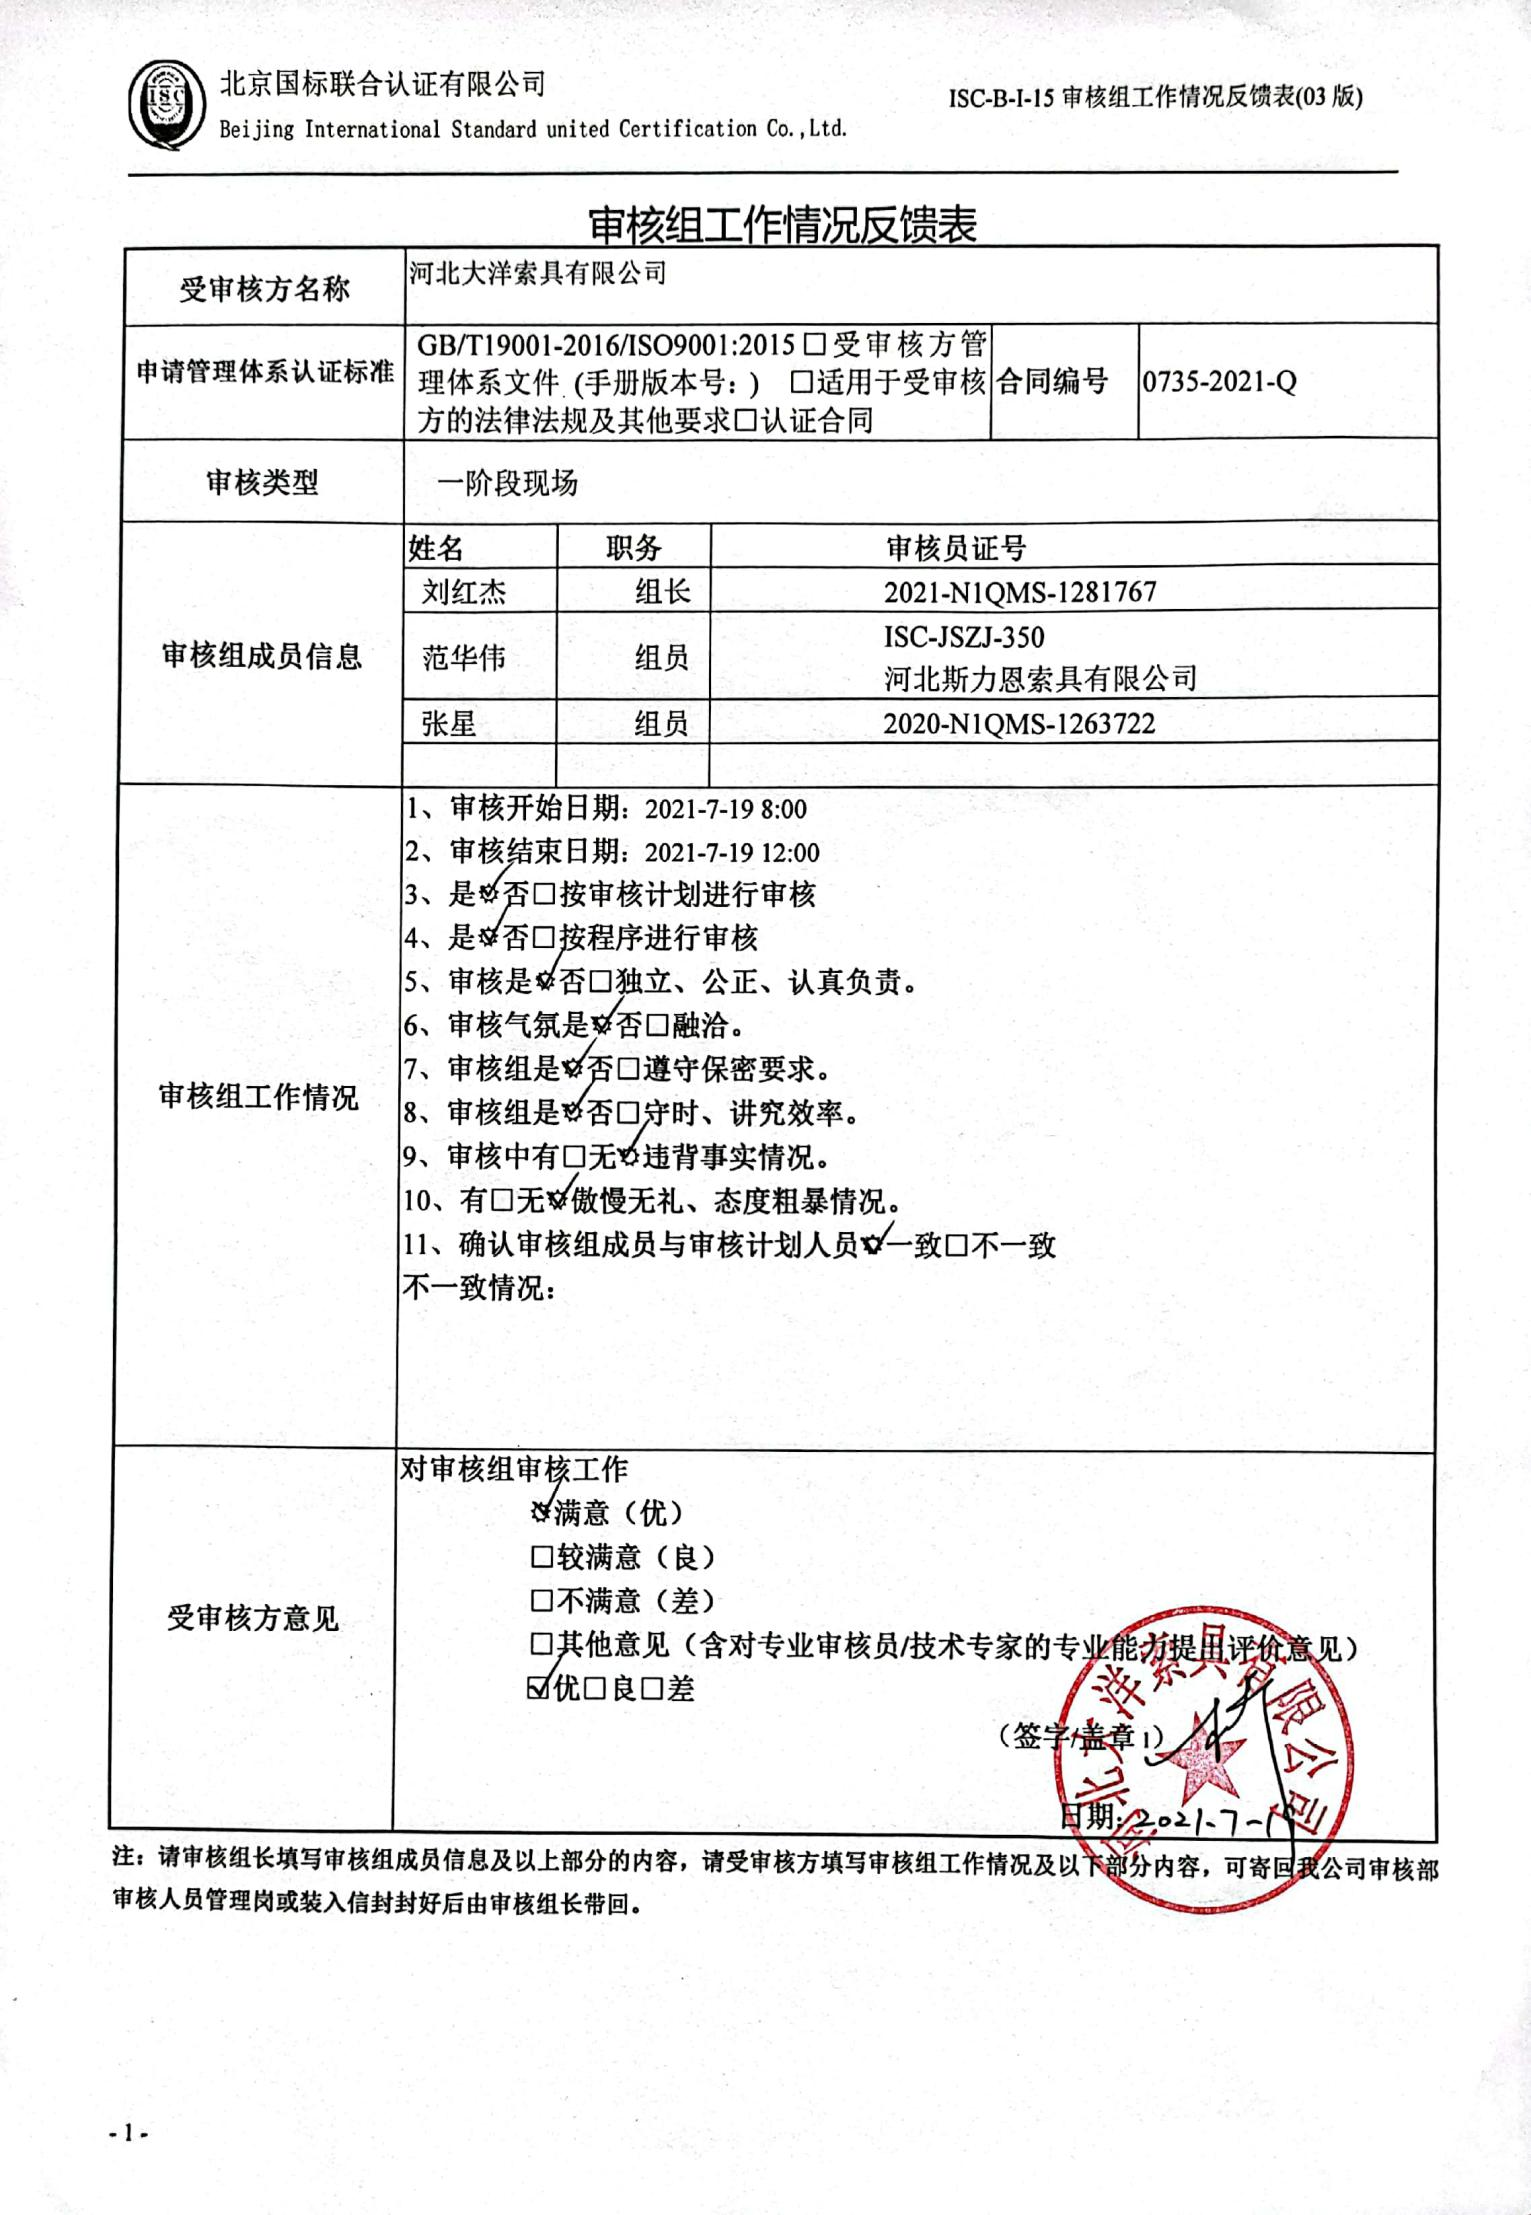 ISC
北京国标联合认证有限公司
Beijing International Standard united Certification Co.,Ltd.
ISC-B-I-15 审核组工作情况反馈表(03 版)
审核组工作情况反馈表
受审核方名称
河北大洋索具有限公司
申请管理体系认证标准
GB/T19001-2016/ISO9001:2015□受审核方管
理体系文件 (手册版本号：) □适用于受审核
方的法律法规及其他要求□认证合同
合同编号
0735-2021-Q
审核类型
一阶段现场
审核组成员信息
姓名 职务 审核员证号
刘红杰 组长 2021-N1QMS-1281767
范华伟 组员 ISC-JSZJ-350
河北斯力恩索具有限公司
张星 组员 2020-N1QMS-1263722
审核组工作情况
1、审核开始日期：2021-7-19 8:00
2、审核结束日期：2021-7-19 12:00
3、是☑否□按审核计划进行审核
4、是☑否□按程序进行审核
5、审核是☑否□独立、公正、认真负责。
6、审核气氛是☑否□融洽。
7、审核组是☑否□遵守保密要求。
8、审核组是☑否□守时、讲究效率。
9、审核中有□无☑违背事实情况。
10、有□无☑傲慢无礼、态度粗暴情况。
11、确认审核组成员与审核计划人员☑一致□不一致
不一致情况：
受审核方意见
对审核组审核工作
☑满意（优）
□较满意（良）
□不满意（差）
□其他意见（含对专业审核员/技术专家的专业能力提出评价意见）
☑优□良□差
（签字/盖章）
河北大洋索具有限公司
日期：2021.7-19
注：请审核组长填写审核组成员信息及以上部分的内容，请受审核方填写审核组工作情况及以下部分内容，可寄回我公司审核部
审核人员管理岗或装入信封封好后由审核组长带回。
- 1 -